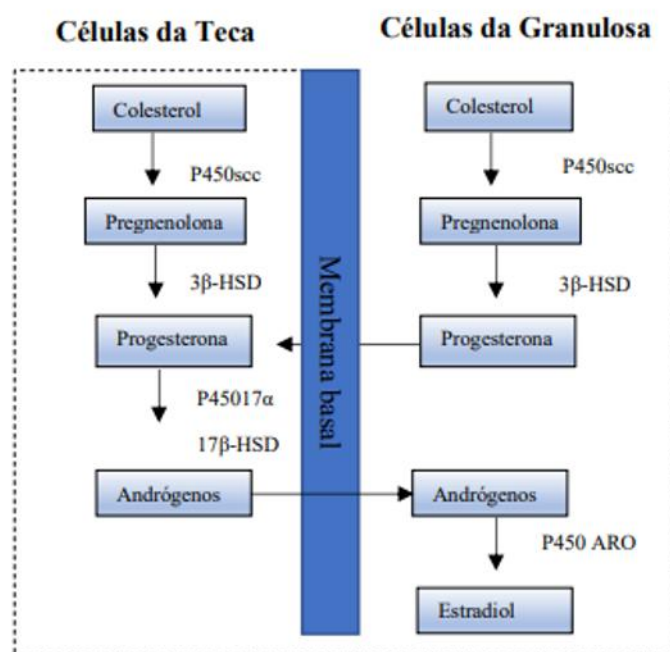 Células da Teca
Células da Granulosa
Colesterol
Colesterol
P450scc
P450scc
Pregnenolona
Pregnenolona
3β-HSD
3β-HSD
Membrana basal
Progesterona
Progesterona
P45017α
17β-HSD
Andrógenos
Andrógenos
P450 ARO
Estradiol